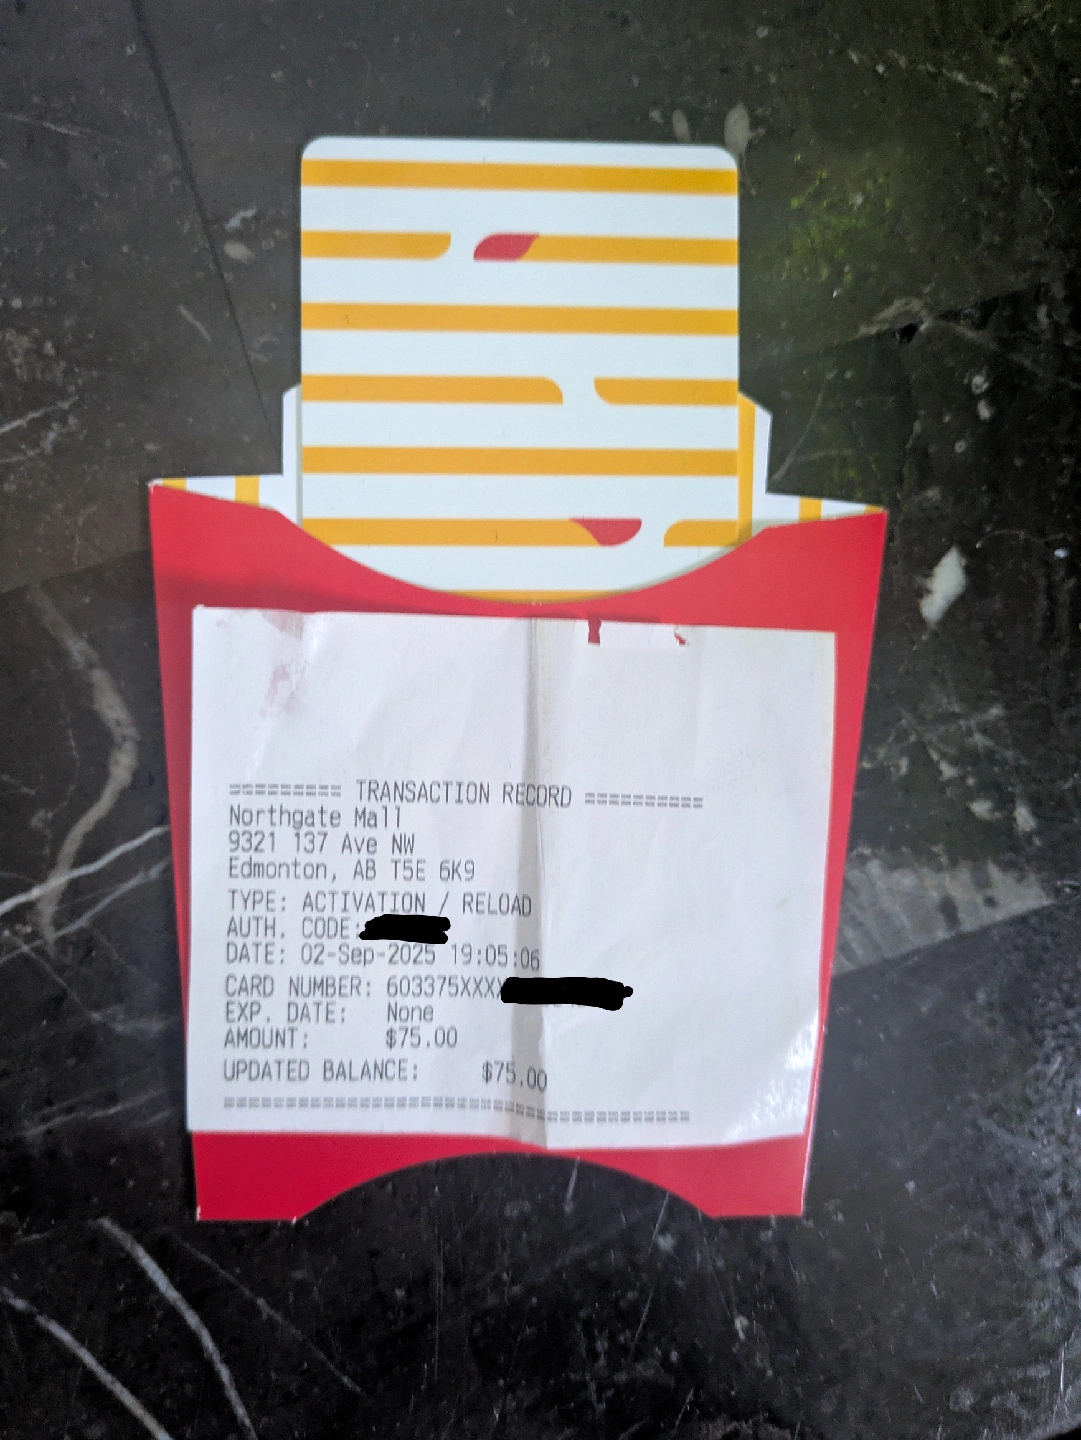 ========= TRANSACTION RECORD ==========
Northgate Mall
9321 137 Ave NW
Edmonton, AB T5E 6K9
TYPE: ACTIVATION / RELOAD
AUTH. CODE:
DATE: 02-Sep-2025 19:05:06
CARD NUMBER: 603375XXXX
EXP. DATE: None
AMOUNT: $75.00
UPDATED BALANCE: $75.00
======================================